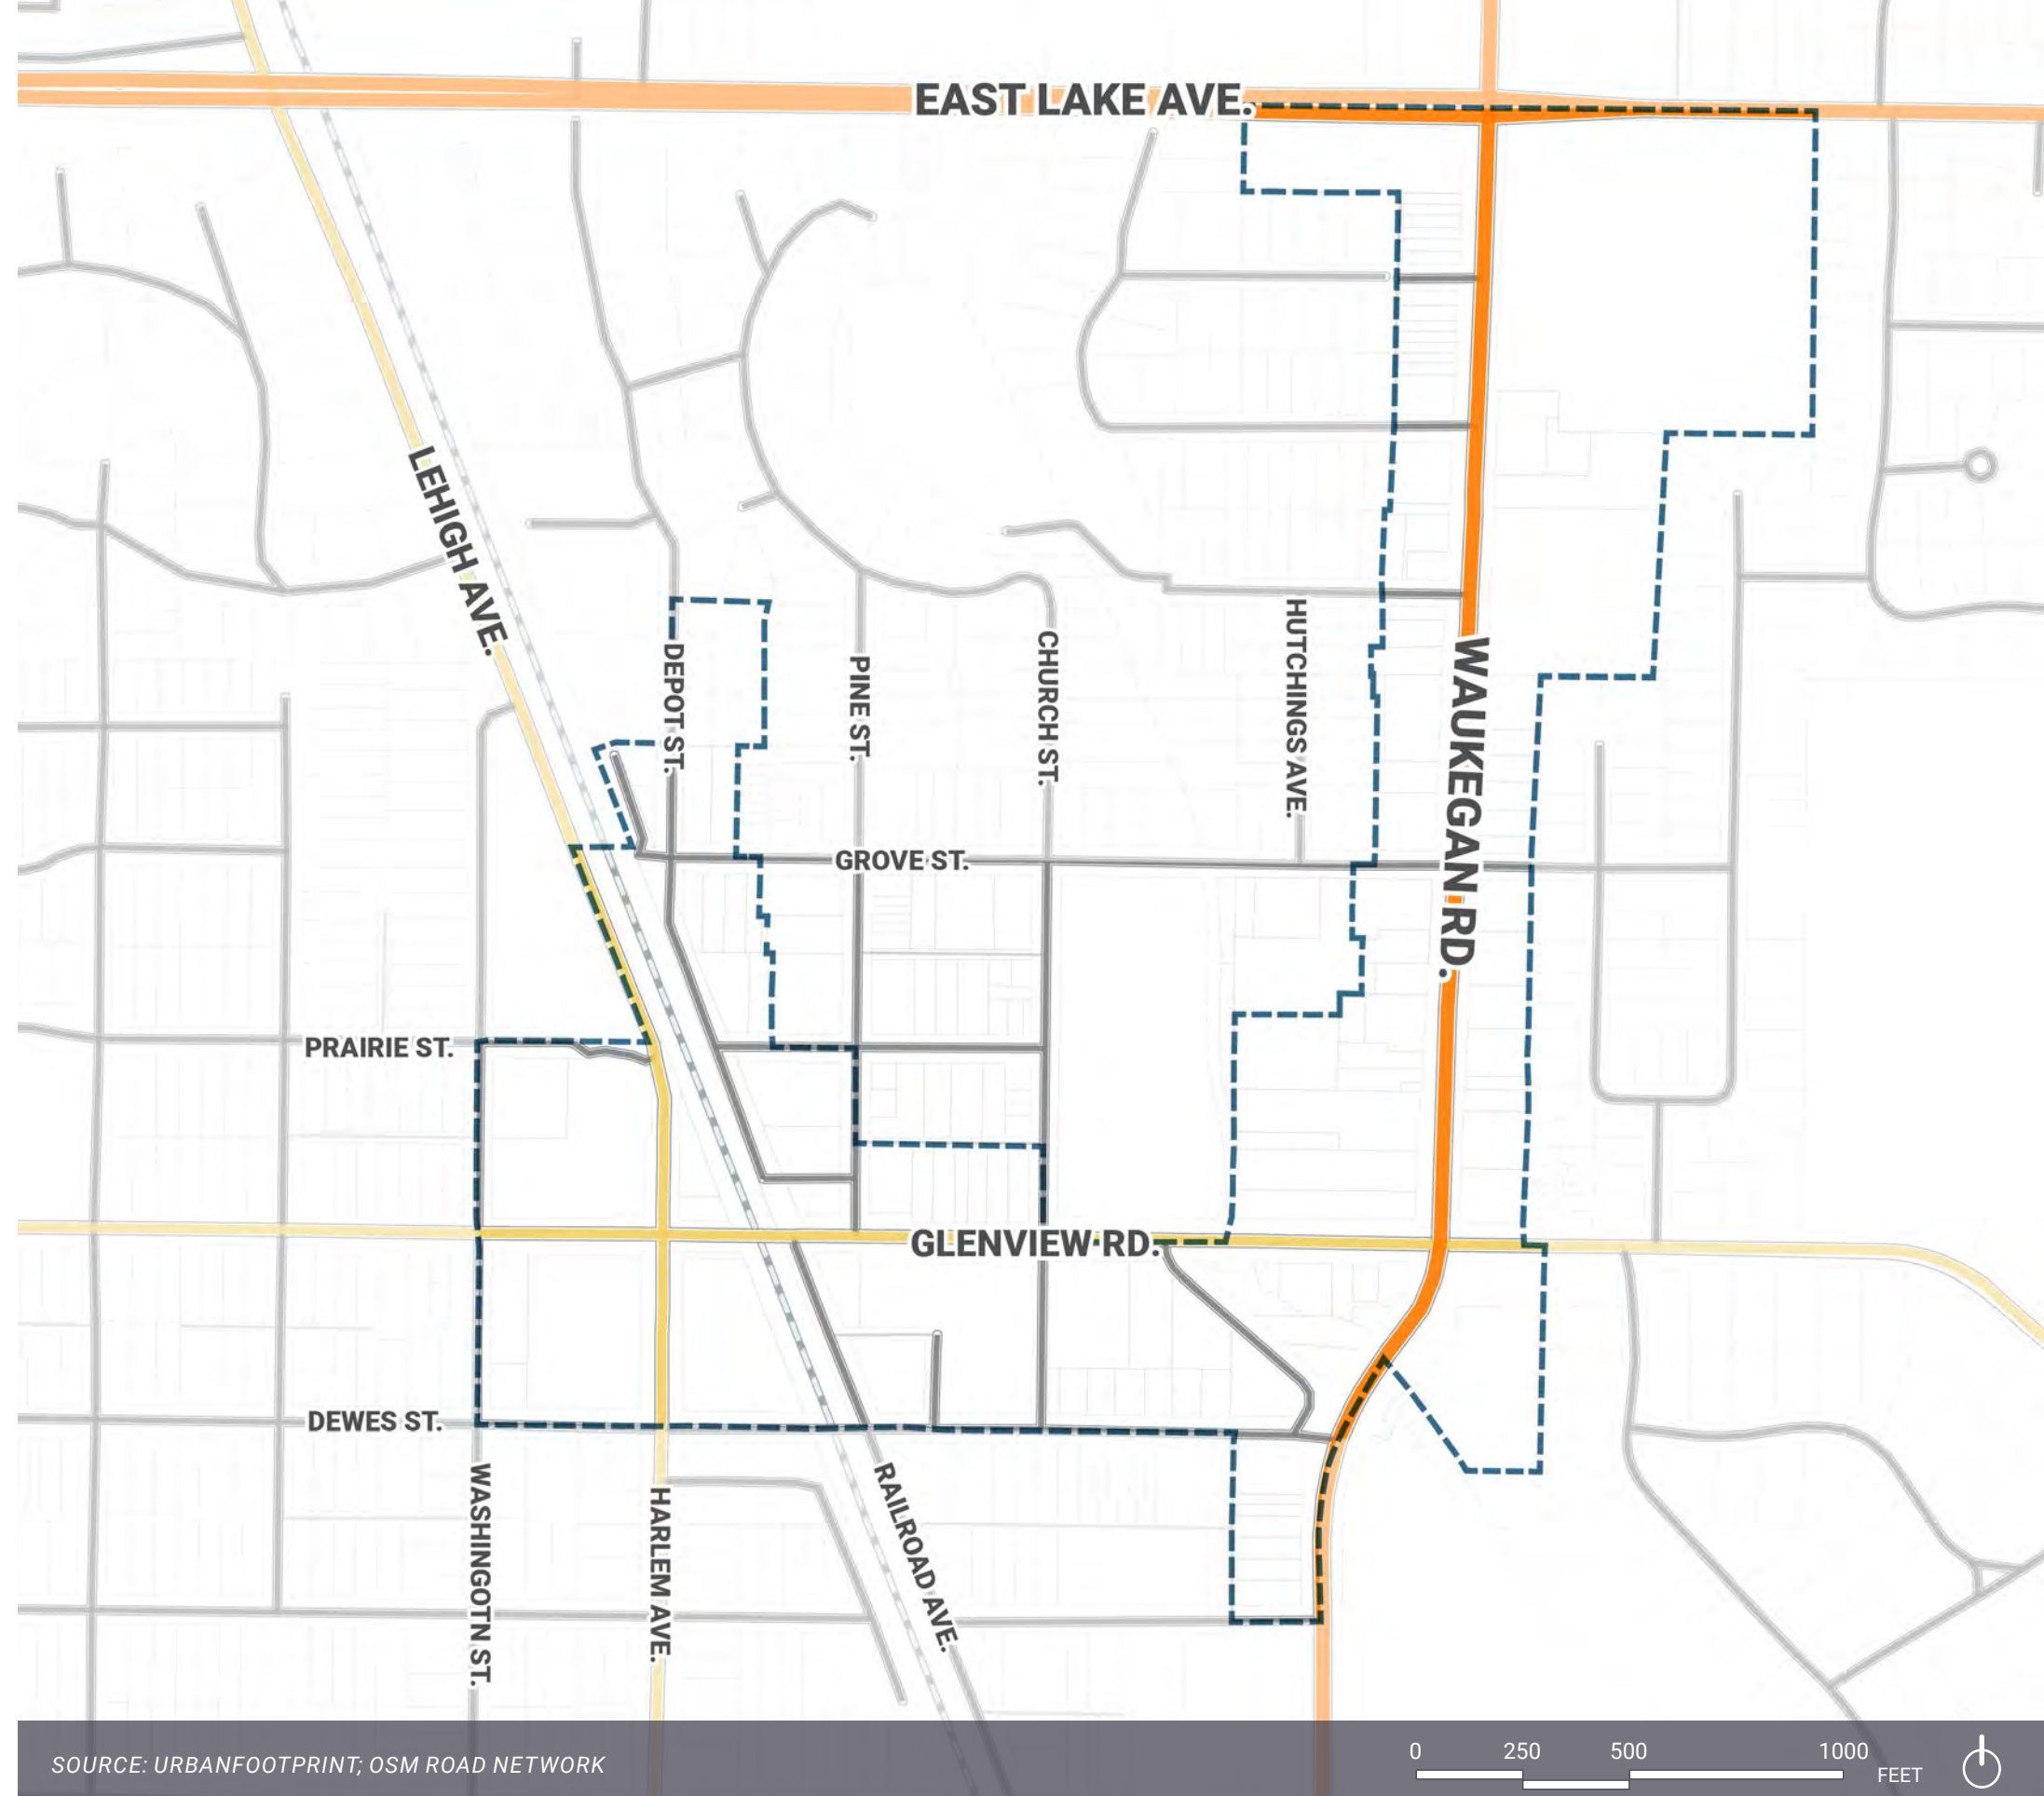 EAST LAKE AVE.
LEHIGH AVE.
DEPOT ST.
PINE ST.
CHURCH ST.
HUTCHINGS AVE.
WAUKEGAN RD.
GROVE ST.
PRAIRIE ST.
GLENVIEW RD.
DEWES ST.
WASHINGOTN ST.
HARLEM AVE.
RAILROAD AVE.
SOURCE: URBANFOOTPRINT; OSM ROAD NETWORK
0 250 500 1000
FEET